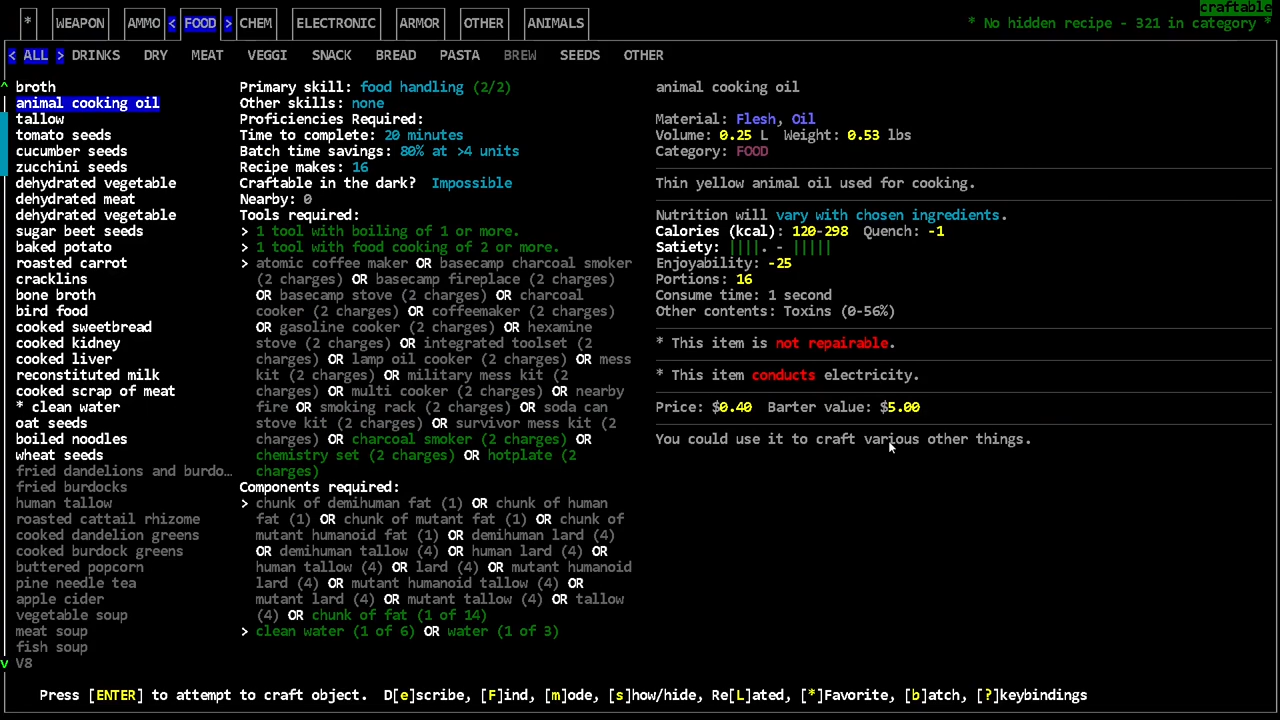 craftable
* WEAPON AMMO < FOOD > CHEM ELECTRONIC ARMOR OTHER ANIMALS * No hidden recipe - 321 in category *
< ALL > DRINKS DRY MEAT VEGGI SNACK BREAD PASTA BREW SEEDS OTHER
^ broth
animal cooking oil
tallow
tomato seeds
cucumber seeds
zucchini seeds
dehydrated vegetable
dehydrated meat
dehydrated vegetable
sugar beet seeds
baked potato
roasted carrot
cracklins
bone broth
bird food
cooked sweetbread
cooked kidney
cooked liver
reconstituted milk
cooked scrap of meat
* clean water
oat seeds
boiled noodles
wheat seeds
fried dandelions and burdo…
fried burdocks
human tallow
roasted cattail rhizome
cooked dandelion greens
cooked burdock greens
buttered popcorn
pine needle tea
apple cider
vegetable soup
meat soup
fish soup
v V8
Primary skill: food handling (2/2)
Other skills: none
Proficiencies Required:
Time to complete: 20 minutes
Batch time savings: 80% at >4 units
Recipe makes: 16
Craftable in the dark? Impossible
Nearby: 0
Tools required:
> 1 tool with boiling of 1 or more.
> 1 tool with food cooking of 2 or more.
> atomic coffee maker OR basecamp charcoal smoker
(2 charges) OR basecamp fireplace (2 charges)
OR basecamp stove (2 charges) OR charcoal
cooker (2 charges) OR coffeemaker (2 charges)
OR gasoline cooker (2 charges) OR hexamine
stove (2 charges) OR integrated toolset (2
charges) OR lamp oil cooker (2 charges) OR mess
kit (2 charges) OR military mess kit (2
charges) OR multi cooker (2 charges) OR nearby
fire OR smoking rack (2 charges) OR soda can
stove kit (2 charges) OR survivor mess kit (2
charges) OR charcoal smoker (2 charges) OR
chemistry set (2 charges) OR hotplate (2
charges)
Components required:
> chunk of demihuman fat (1) OR chunk of human
fat (1) OR chunk of mutant fat (1) OR chunk of
mutant humanoid fat (1) OR demihuman lard (4)
OR demihuman tallow (4) OR human lard (4) OR
human tallow (4) OR lard (4) OR mutant humanoid
lard (4) OR mutant humanoid tallow (4) OR
mutant lard (4) OR mutant tallow (4) OR tallow
(4) OR chunk of fat (1 of 14)
> clean water (1 of 6) OR water (1 of 3)
animal cooking oil
Material: Flesh, Oil
Volume: 0.25 L Weight: 0.53 lbs
Category: FOOD
Thin yellow animal oil used for cooking.
Nutrition will vary with chosen ingredients.
Calories (kcal): 120-298 Quench: -1
Satiety: ||||. - |||||
Enjoyability: -25
Portions: 16
Consume time: 1 second
Other contents: Toxins (0-56%)
* This item is not repairable.
* This item conducts electricity.
Price: $0.40 Barter value: $5.00
You could use it to craft various other things.
Press [ENTER] to attempt to craft object. D[e]scribe, [F]ind, [m]ode, [s]how/hide, Re[L]ated, [*]Favorite, [b]atch, [?]keybindings